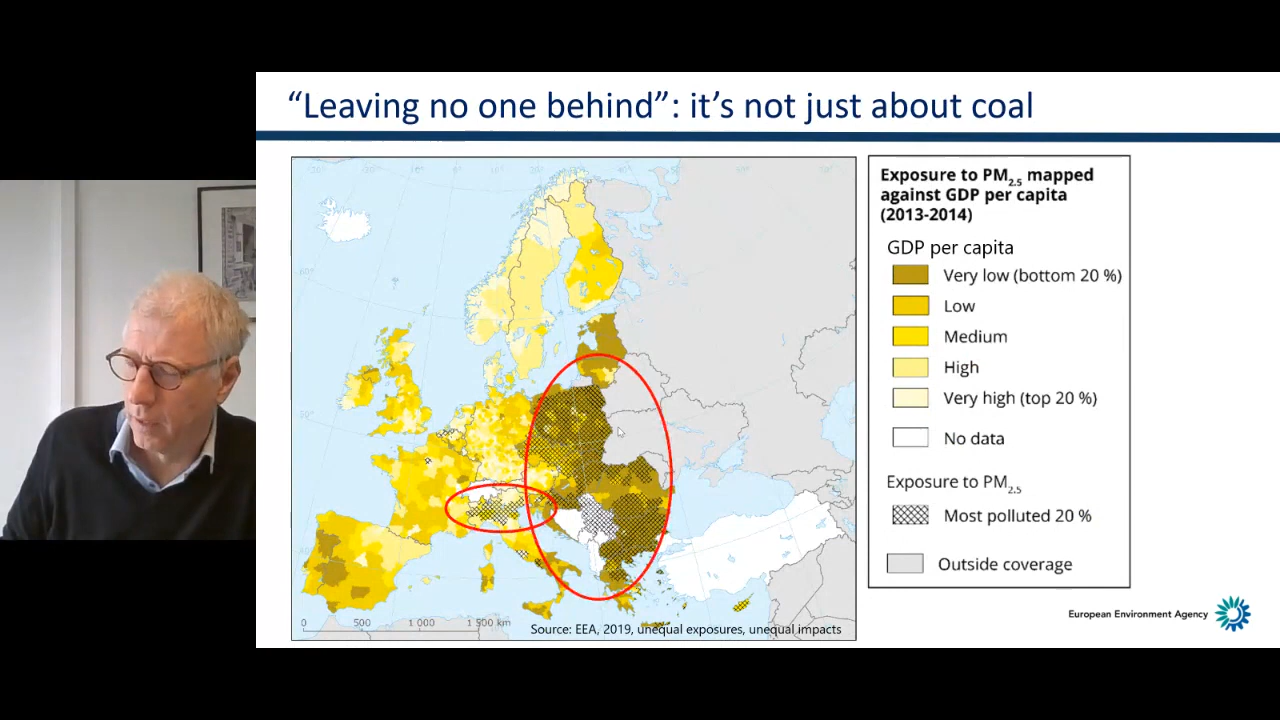 “Leaving no one behind”: it’s not just about coal
Exposure to PM2.5 mapped
against GDP per capita
(2013-2014)
GDP per capita
Very low (bottom 20 %)
Low
Medium
High
Very high (top 20 %)
No data
Exposure to PM2.5
Most polluted 20 %
Outside coverage
0 500 1 000 1 500 km
Source: EEA, 2019, unequal exposures, unequal impacts
European Environment Agency